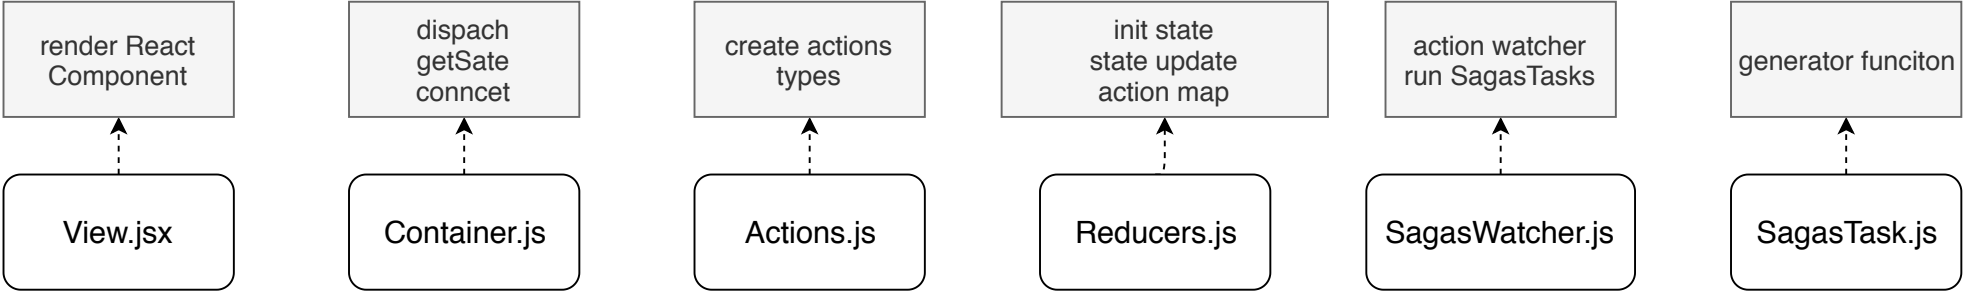 render React
Component
dispach
getSate
conncet
create actions
types
init state
state update
action map
action watcher
run SagasTasks
generator funciton
View.jsx
Container.js
Actions.js
Reducers.js
SagasWatcher.js
SagasTask.js